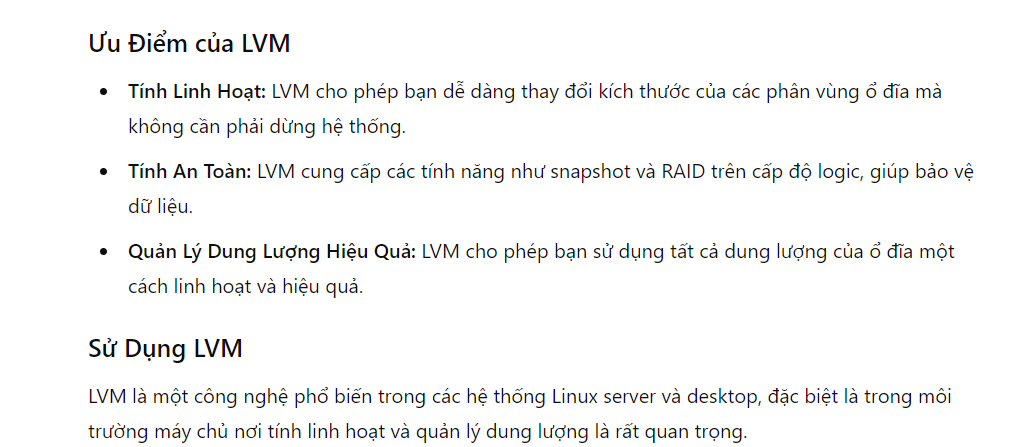 Ưu Điểm của LVM
• Tính Linh Hoạt: LVM cho phép bạn dễ dàng thay đổi kích thước của các phân vùng ổ đĩa mà
không cần phải dừng hệ thống.
• Tính An Toàn: LVM cung cấp các tính năng như snapshot và RAID trên cấp độ logic, giúp bảo vệ
dữ liệu.
• Quản Lý Dung Lượng Hiệu Quả: LVM cho phép bạn sử dụng tất cả dung lượng của ổ đĩa một
cách linh hoạt và hiệu quả.
Sử Dụng LVM
LVM là một công nghệ phổ biến trong các hệ thống Linux server và desktop, đặc biệt là trong môi
trường máy chủ nơi tính linh hoạt và quản lý dung lượng là rất quan trọng.